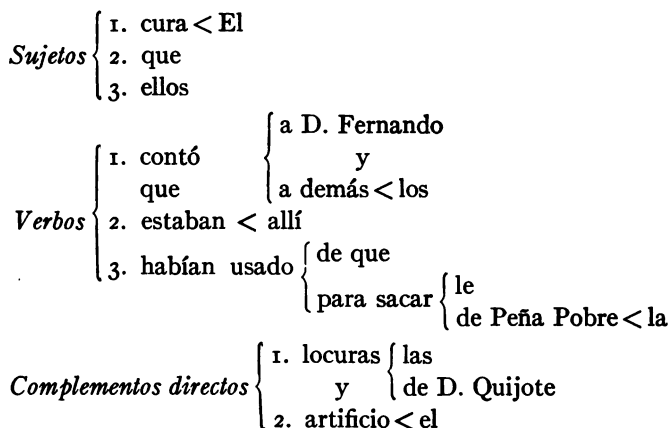 1. cura < El
Sujetos 2. que
3. ellos
a D. Fernando
1. contó y
que a demás < los
Verbos 2. estaban < allí
3. habían usado de que
para sacar le
de Peña Pobre < la
1. locuras las
Complementos directos y de D. Quijote
2. artificio < el